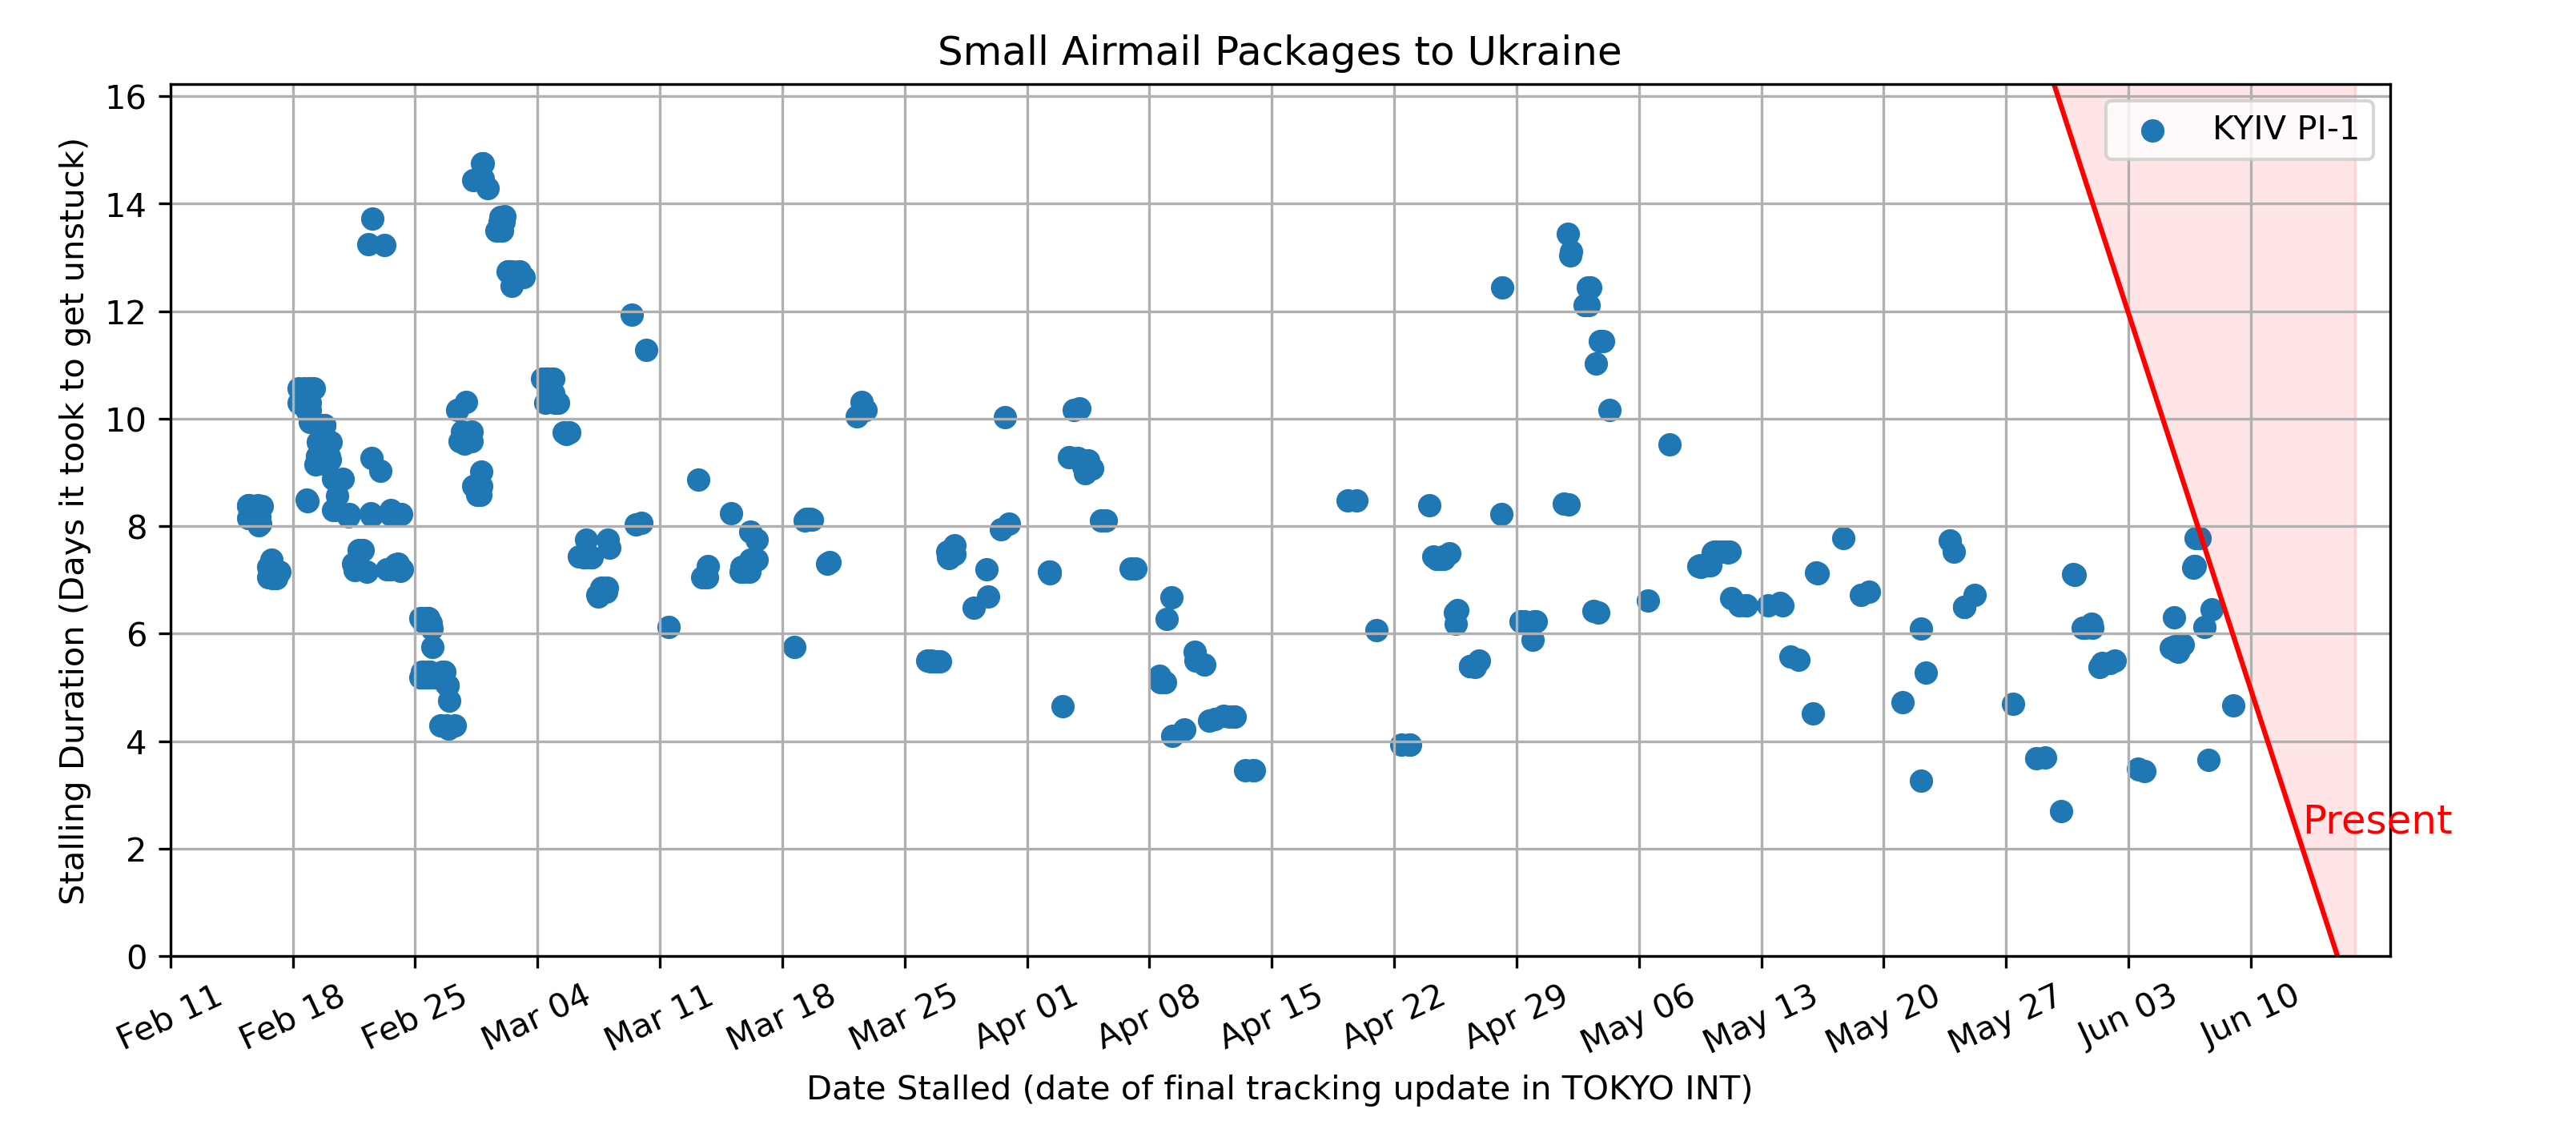 Small Airmail Packages to Ukraine
KYIV PI-1
Present
Stalling Duration (Days it took to get unstuck)
16
14
12
10
8
6
4
2
0
Feb 11
Feb 18
Feb 25
Mar 04
Mar 11
Mar 18
Mar 25
Apr 01
Apr 08
Apr 15
Apr 22
Apr 29
May 06
May 13
May 20
May 27
Jun 03
Jun 10
Date Stalled (date of final tracking update in TOKYO INT)